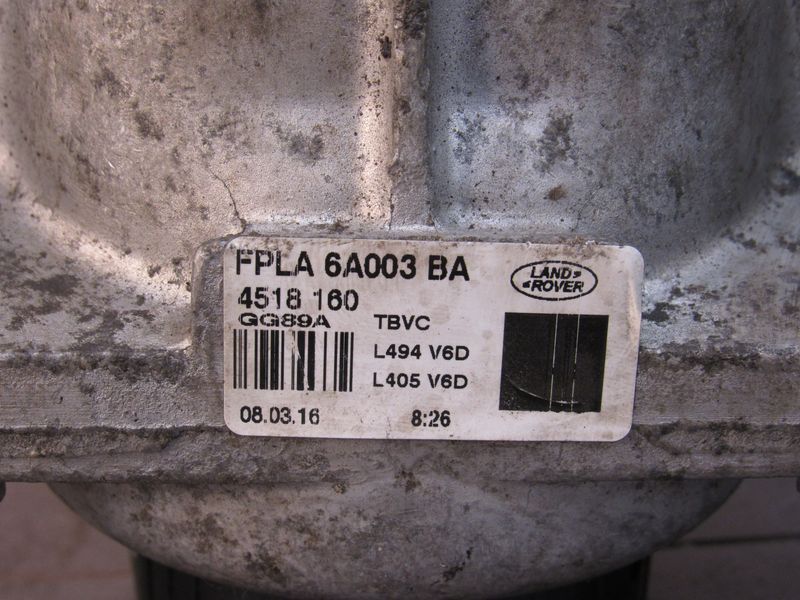 FPLA 6A003 BA
LAND
ROVER
4518 160
GG89A
TBVC
L494 V6D
L405 V6D
08.03.16
8:26